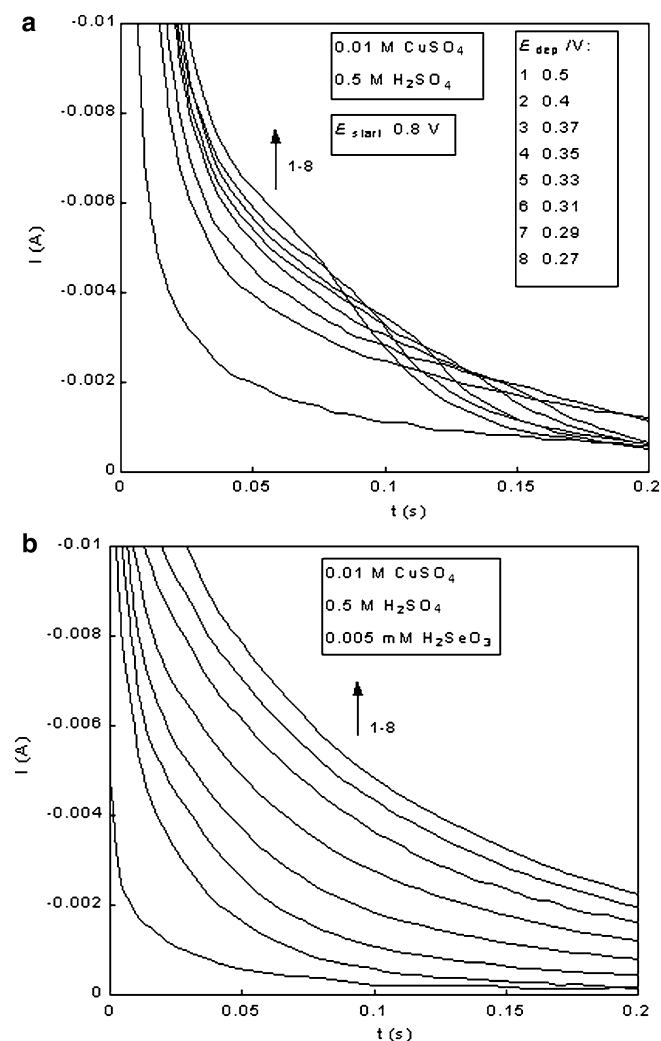 a
-0.01
-0.008
-0.006
-0.004
-0.002
0
I (A)
0.01 M CuSO₄
0.5 M H₂SO₄
E start 0.8 V
1-8
E dep /V:
1 0.5
2 0.4
3 0.37
4 0.35
5 0.33
6 0.31
7 0.29
8 0.27
0 0.05 0.1 0.15 0.2
t (s)
b
-0.01
-0.008
-0.006
-0.004
-0.002
0
I (A)
0.01 M CuSO₄
0.5 M H₂SO₄
0.005 mM H₂SeO₃
1-8
0 0.05 0.1 0.15 0.2
t (s)